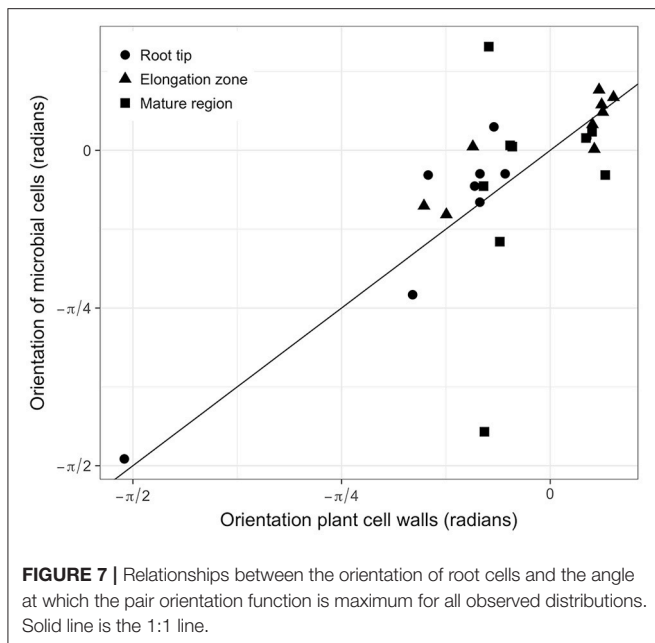 Root tip
Elongation zone
Mature region
Orientation of microbial cells (radians)
0
−π/4
−π/2
−π/2
−π/4
0
Orientation plant cell walls (radians)
FIGURE 7 | Relationships between the orientation of root cells and the angle
at which the pair orientation function is maximum for all observed distributions.
Solid line is the 1:1 line.